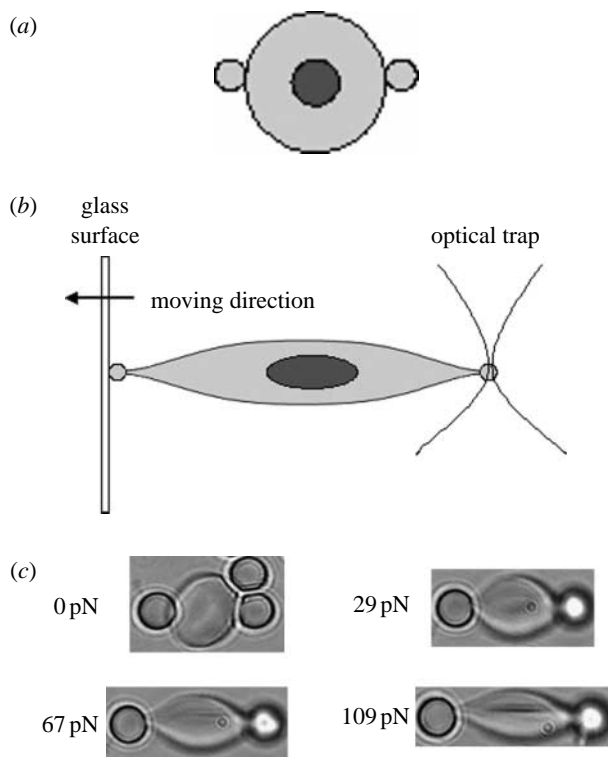 (a)
(b)
glass
surface
optical trap
moving direction
(c)
0 pN
29 pN
67 pN
109 pN